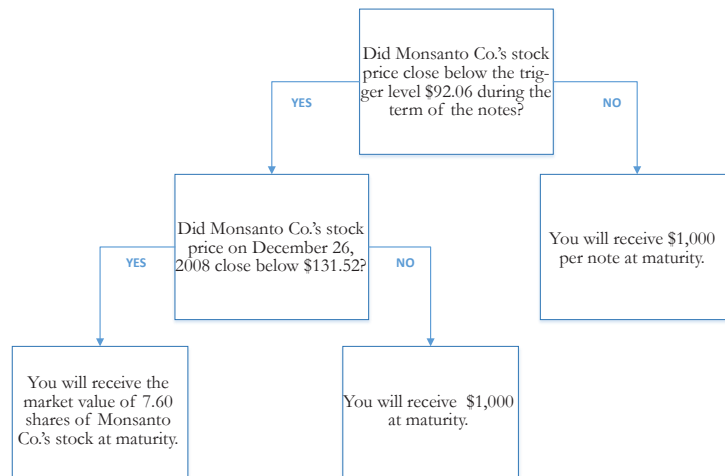 Did Monsanto Co.'s stock
price close below the trig-
ger level $92.06 during the
term of the notes?
YES
NO
Did Monsanto Co.'s stock
price on December 26,
2008 close below $131.52?
You will receive $1,000
per note at maturity.
YES
NO
You will receive the
market value of 7.60
shares of Monsanto
Co.'s stock at maturity.
You will receive $1,000
at maturity.